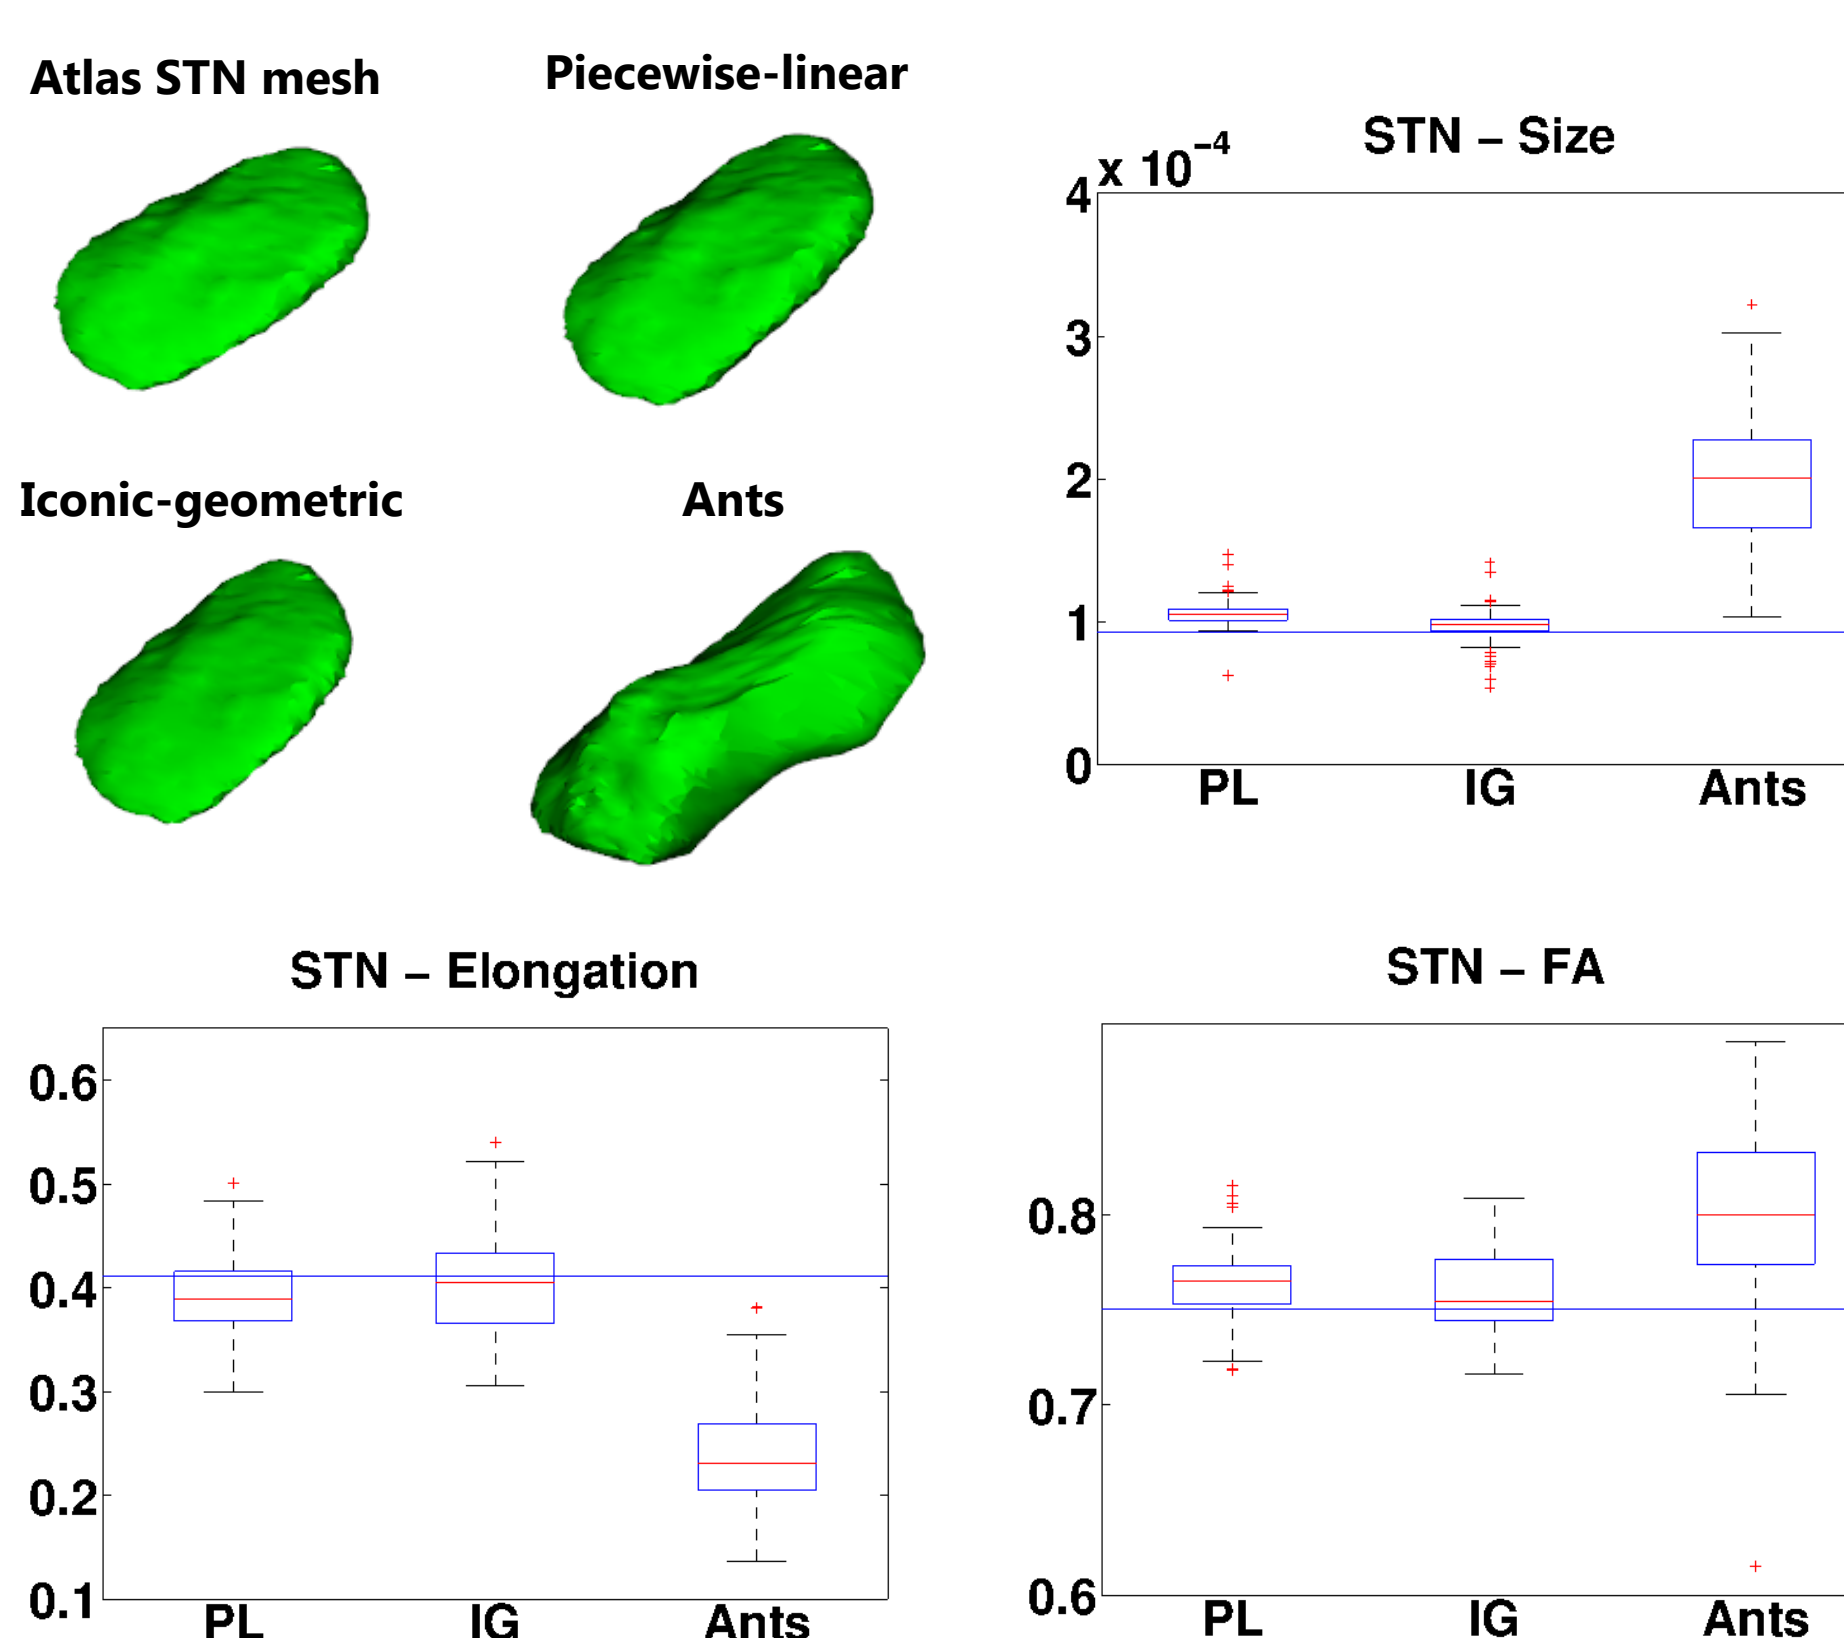 Atlas STN mesh
Piecewise-linear
Iconic-geometric
Ants
STN – Size
x 10⁻⁴
4
3
2
1
0
PL IG Ants
STN – Elongation
0.6
0.5
0.4
0.3
0.2
0.1
PL IG Ants
STN – FA
0.8
0.7
0.6
PL IG Ants